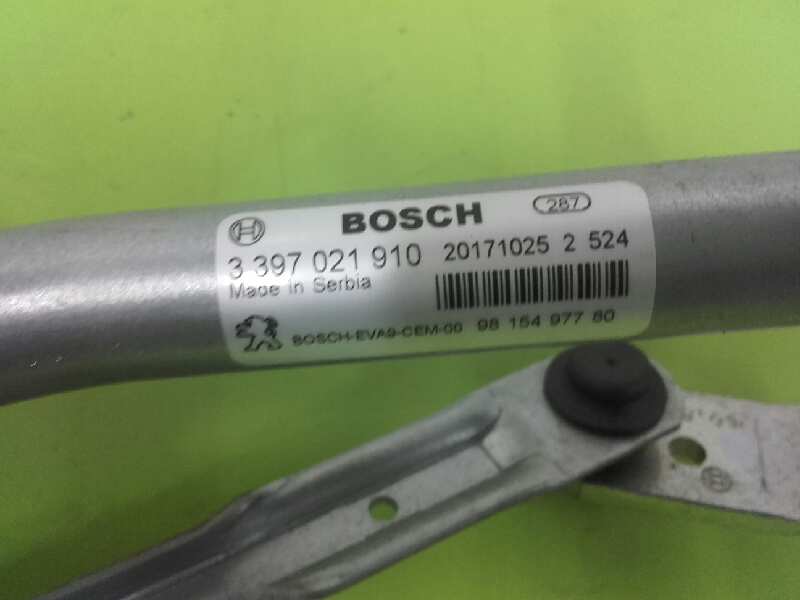 BOSCH 287
3 397 021 910 20171025 2 524
Made in Serbia
BOSCH-EVA9-CEM-00 98 154 977 80